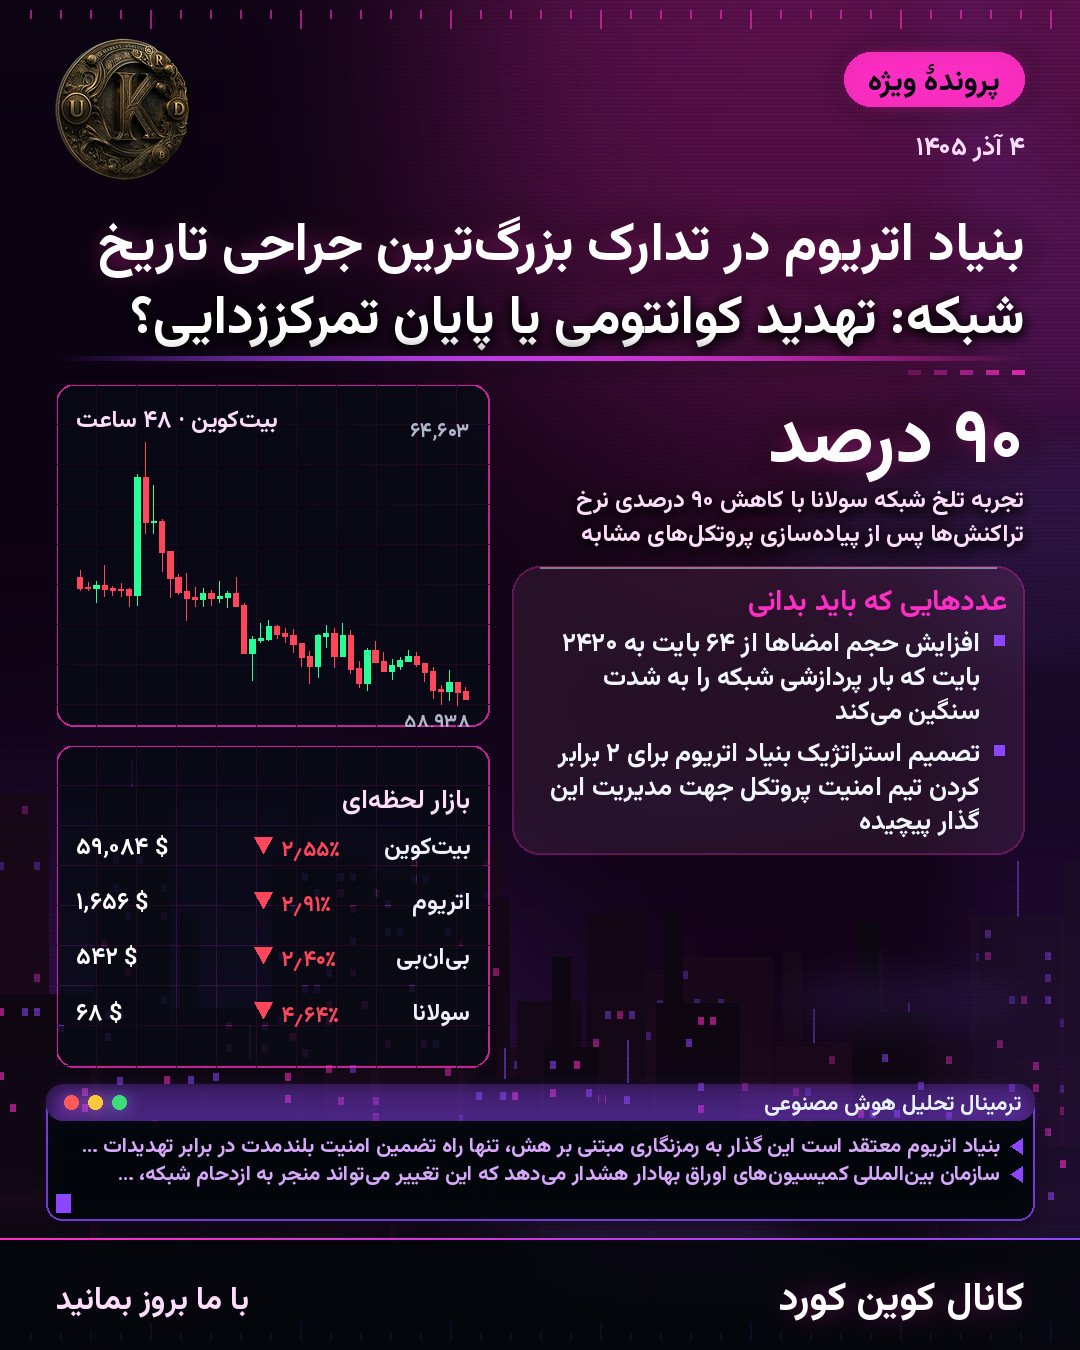 پروندهٔ ویژه
۴ آذر ۱۴۰۵
U K D
R
B
بنیاد اتریوم در تدارک بزرگ‌ترین جراحی تاریخ
شبکه: تهدید کوانتومی یا پایان تمرکززدایی؟
۹۰ درصد
تجربه تلخ شبکه سولانا با کاهش ۹۰ درصدی نرخ
تراکنش‌ها پس از پیاده‌سازی پروتکل‌های مشابه
عددهایی که باید بدانی
افزایش حجم امضاها از ۶۴ بایت به ۲۴۲۰
بایت که بار پردازشی شبکه را به شدت
سنگین می‌کند
تصمیم استراتژیک بنیاد اتریوم برای ۲ برابر
کردن تیم امنیت پروتکل جهت مدیریت این
گذار پیچیده
بیت‌کوین · ۴۸ ساعت
۶۴,۶۰۳
۵۸,۹۳۸
بازار لحظه‌ای
بیت‌کوین ۲٫۵۵٪ ▼ ۵۹,۰۸۴ $
اتریوم ۲٫۹۱٪ ▼ ۱,۶۵۶ $
بی‌ان‌بی ۲٫۴۰٪ ▼ ۵۴۲ $
سولانا ۴٫۶۴٪ ▼ ۶۸ $
ترمینال تحلیل هوش مصنوعی
بنیاد اتریوم معتقد است این گذار به رمزنگاری مبتنی بر هش، تنها راه تضمین امنیت بلندمدت در برابر تهدیدات ...
سازمان بین‌المللی کمیسیون‌های اوراق بهادار هشدار می‌دهد که این تغییر می‌تواند منجر به ازدحام شبکه، ...
کانال کوین کورد
با ما بروز بمانید